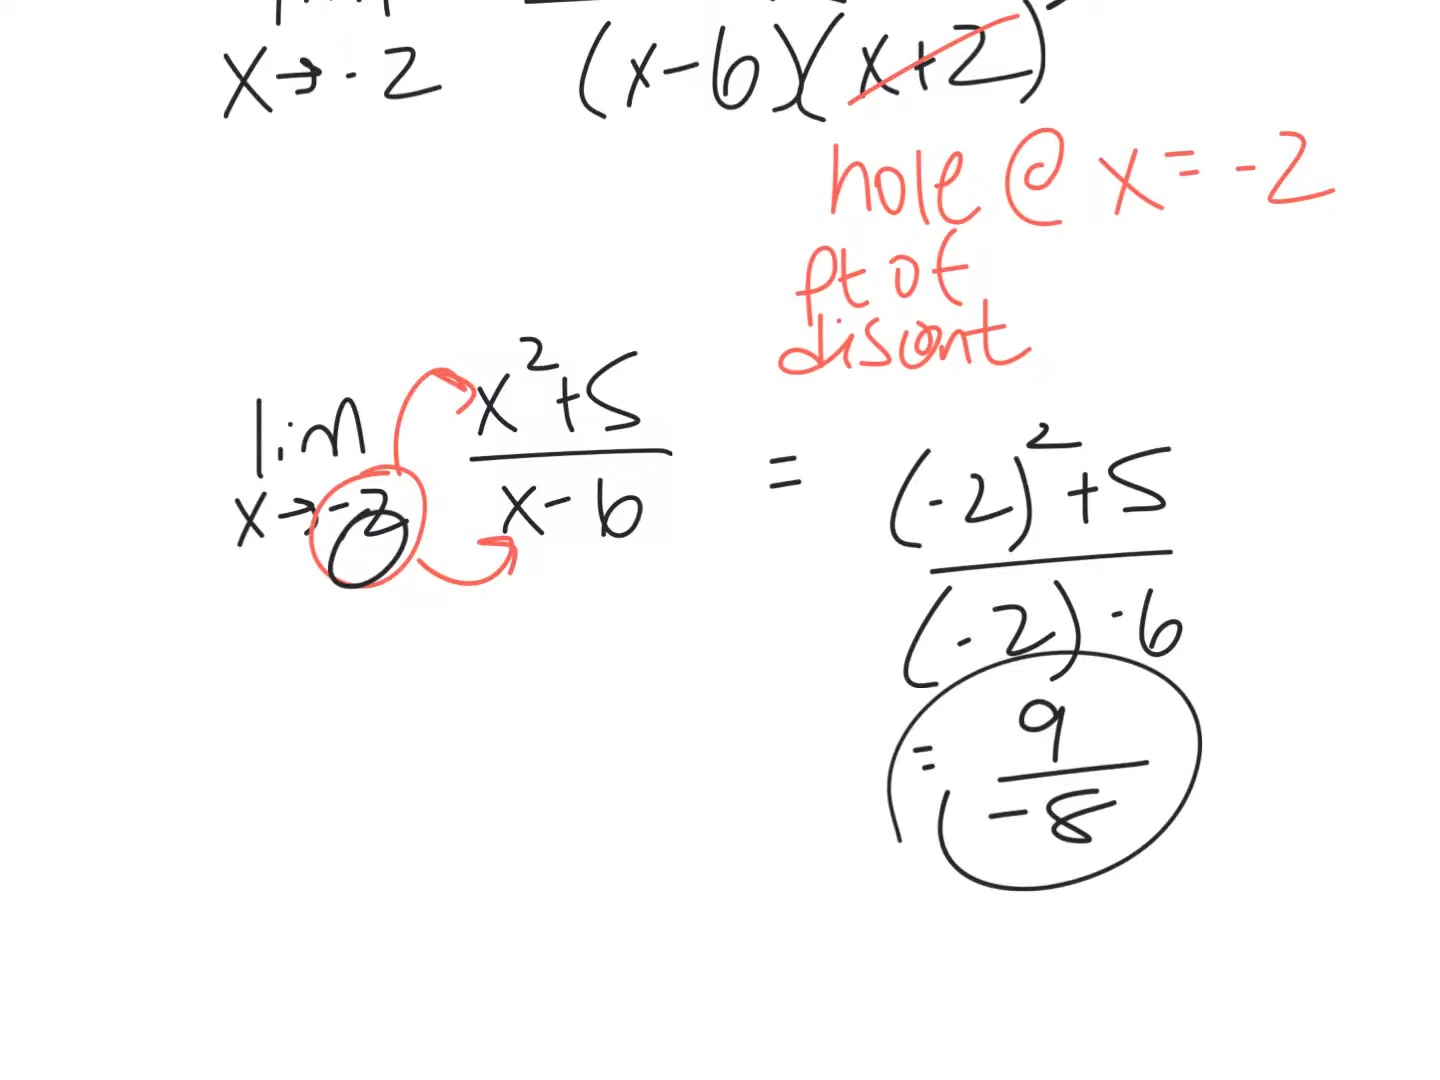 lim
x → -2 (x-6)(x+2)
hole @ x = -2
pt of
discont
lim x→-2 (x²+5)/(x-6) = ((-2)²+5)/((-2)-6)
= 9/-8